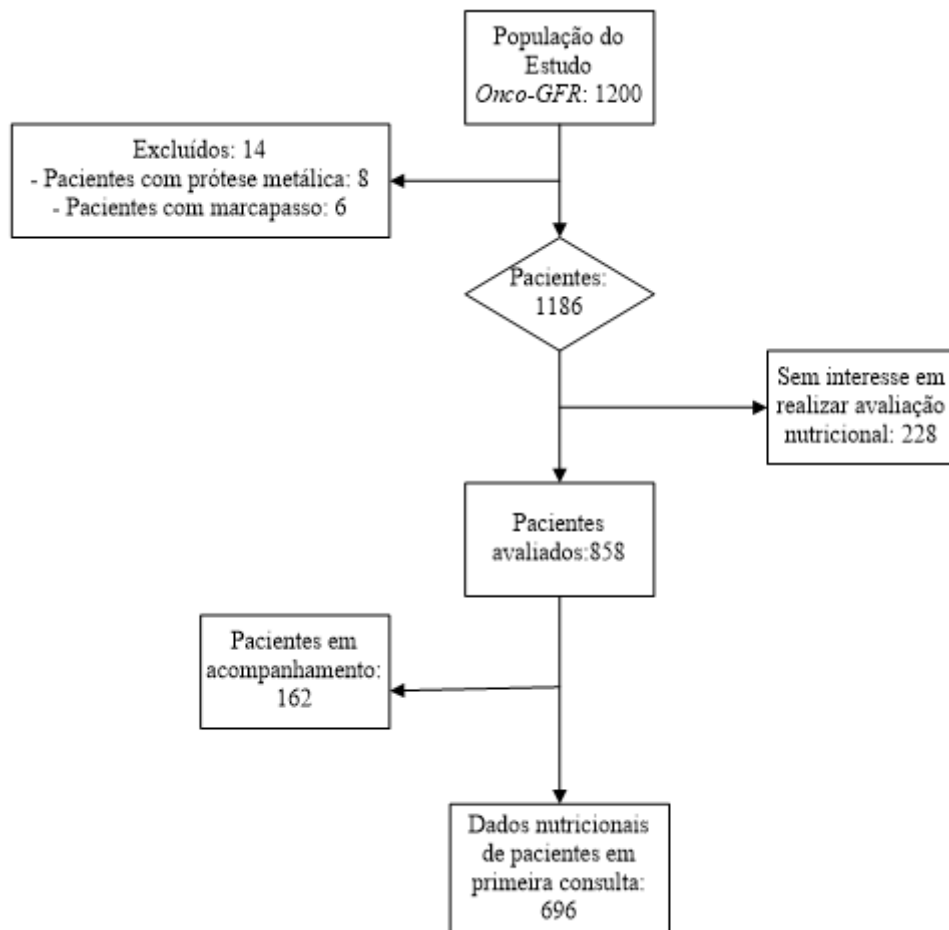 População do
Estudo
Onco-GFR: 1200
Excluídos: 14
- Pacientes com prótese metálica: 8
- Pacientes com marcapasso: 6
Pacientes:
1186
Sem interesse em
realizar avaliação
nutricional: 228
Pacientes
avaliados:858
Pacientes em
acompanhamento:
162
Dados nutricionais
de pacientes em
primeira consulta:
696